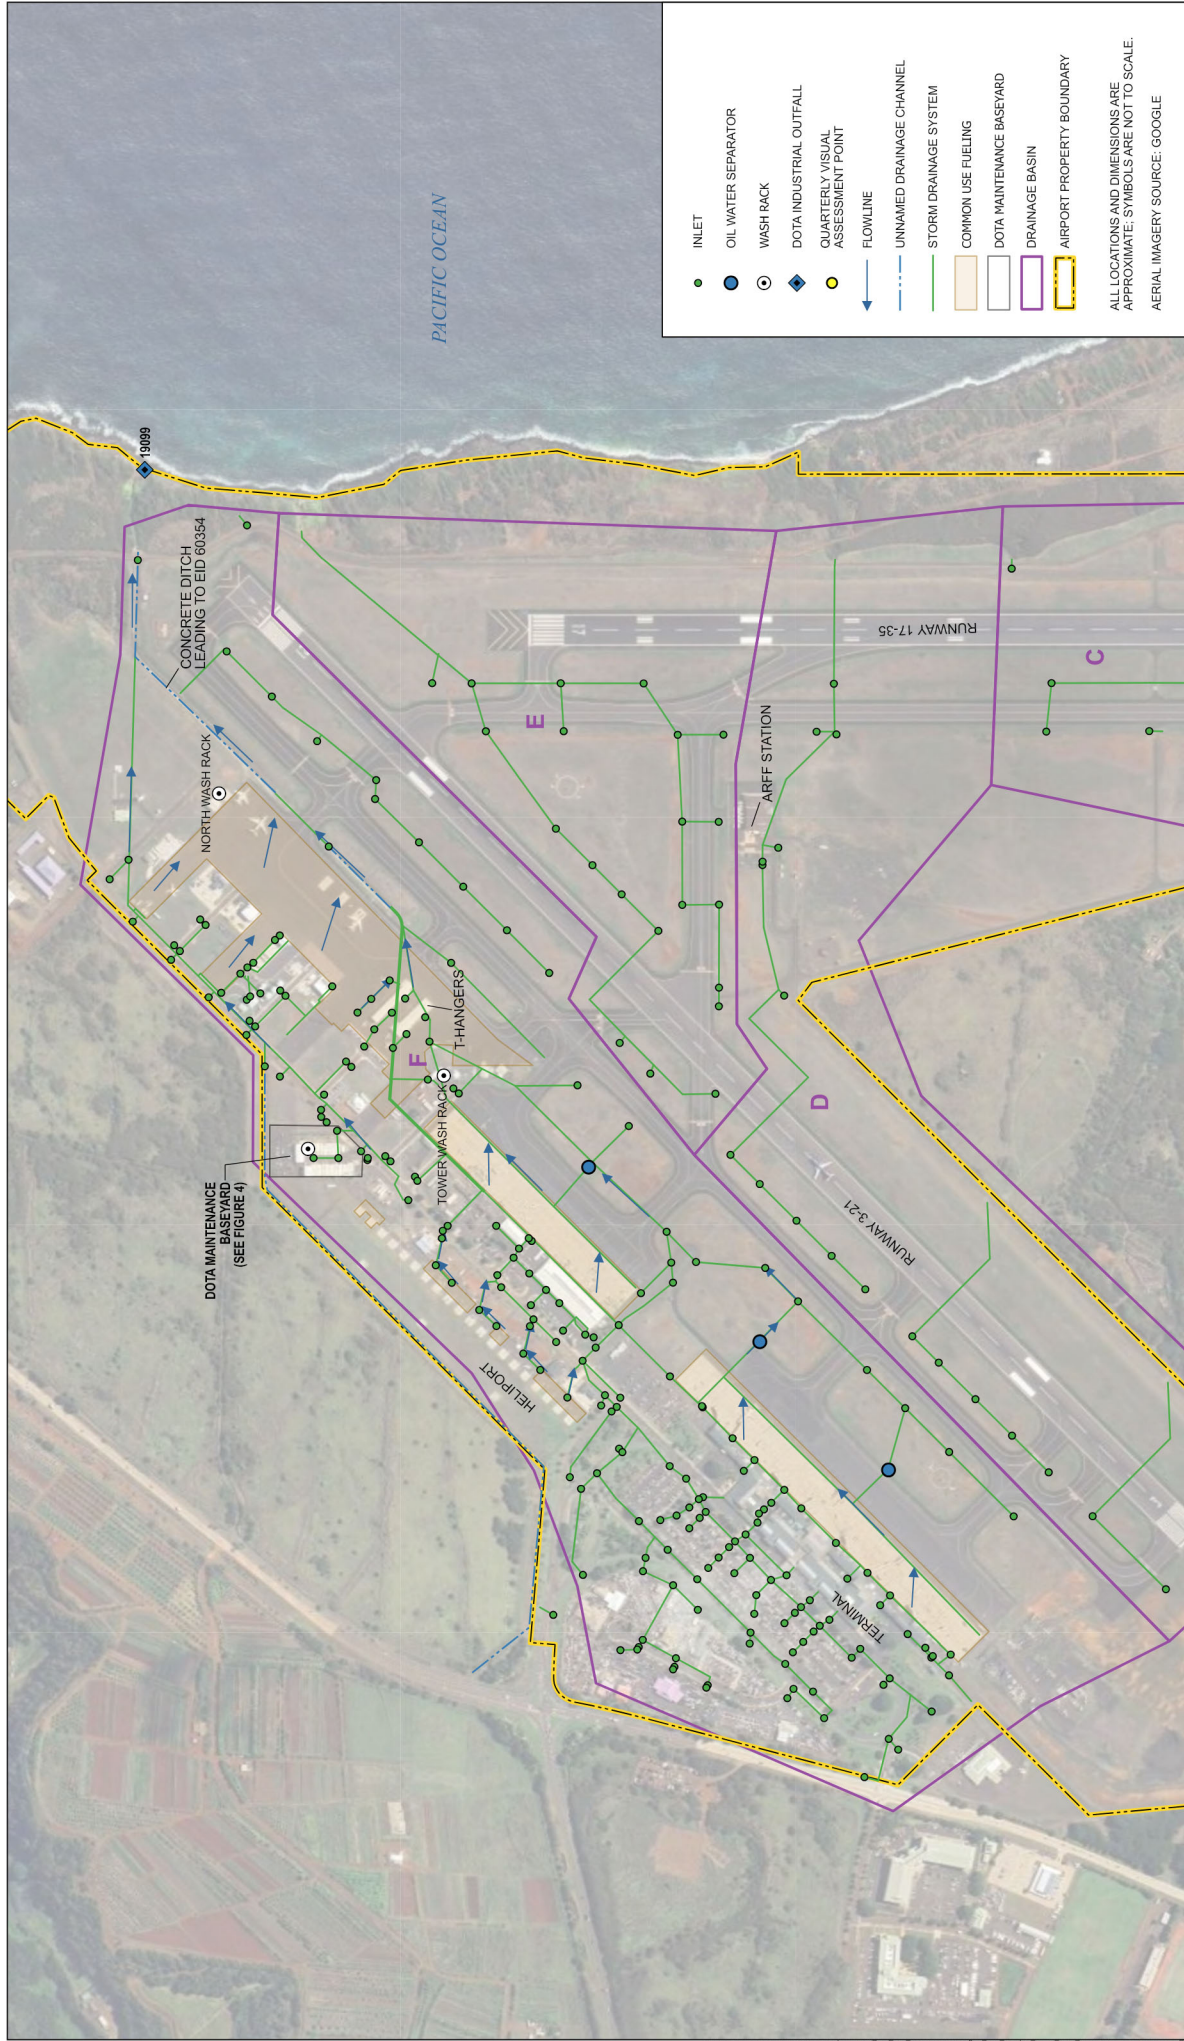 PACIFIC OCEAN
19099
CONCRETE DITCH
LEADING TO EID 60354
NORTH WASH RACK
T-HANGERS
TOWER WASH RACK
DOTA MAINTENANCE
BASEYARD
(SEE FIGURE 4)
HELIPORT
TERMINAL
ARFF STATION
RUNWAY 17-35
17
RUNWAY 3-21
C
D
E
F
INLET
OIL WATER SEPARATOR
WASH RACK
DOTA INDUSTRIAL OUTFALL
QUARTERLY VISUAL
ASSESSMENT POINT
FLOWLINE
UNNAMED DRAINAGE CHANNEL
STORM DRAINAGE SYSTEM
COMMON USE FUELING
DOTA MAINTENANCE BASEYARD
DRAINAGE BASIN
AIRPORT PROPERTY BOUNDARY
ALL LOCATIONS AND DIMENSIONS ARE
APPROXIMATE; SYMBOLS ARE NOT TO SCALE.
AERIAL IMAGERY SOURCE: GOOGLE